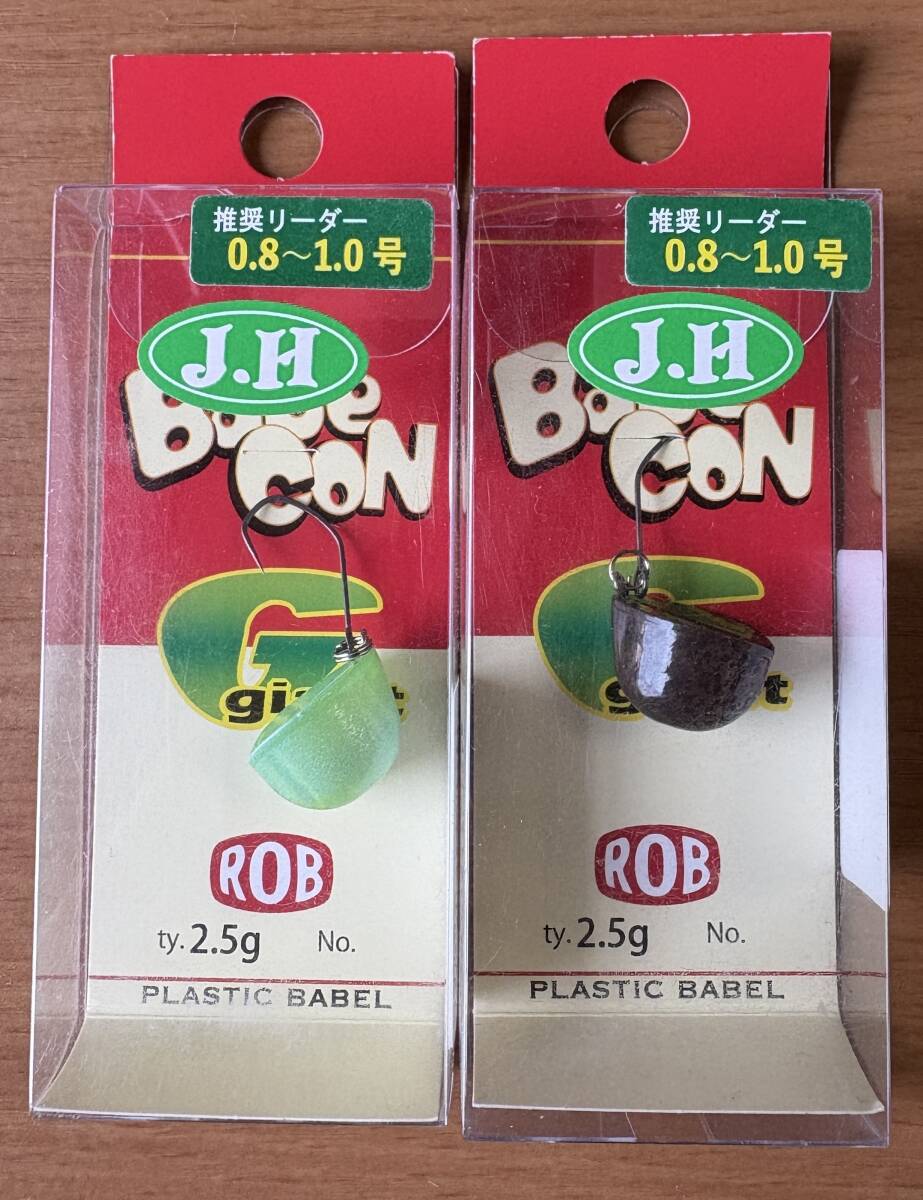 推奨リーダー
0.8～1.0号
J.H
CoN
G
ROB
ty. 2.5g No.
PLASTIC BABEL
推奨リーダー
0.8～1.0号
J.H
CoN
ROB
ty. 2.5g No.
PLASTIC BABEL